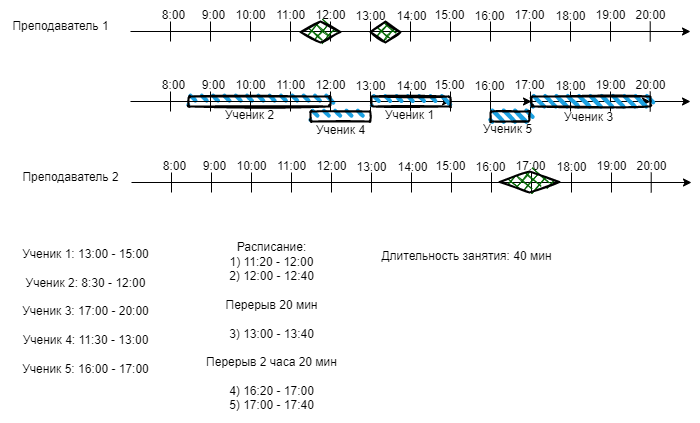 8:00 9:00 10:00 11:00 12:00 13:00 14:00 15:00 16:00 17:00 18:00 19:00 20:00
Преподаватель 1
8:00 9:00 10:00 11:00 12:00 13:00 14:00 15:00 16:00 17:00 18:00 19:00 20:00
Ученик 2 Ученик 1 Ученик 3
Ученик 4 Ученик 5
8:00 9:00 10:00 11:00 12:00 13:00 14:00 15:00 16:00 17:00 18:00 19:00 20:00
Преподаватель 2
Ученик 1: 13:00 - 15:00
Ученик 2: 8:30 - 12:00
Ученик 3: 17:00 - 20:00
Ученик 4: 11:30 - 13:00
Ученик 5: 16:00 - 17:00
Расписание:
1) 11:20 - 12:00
2) 12:00 - 12:40
Перерыв 20 мин
3) 13:00 - 13:40
Перерыв 2 часа 20 мин
4) 16:20 - 17:00
5) 17:00 - 17:40
Длительность занятия: 40 мин